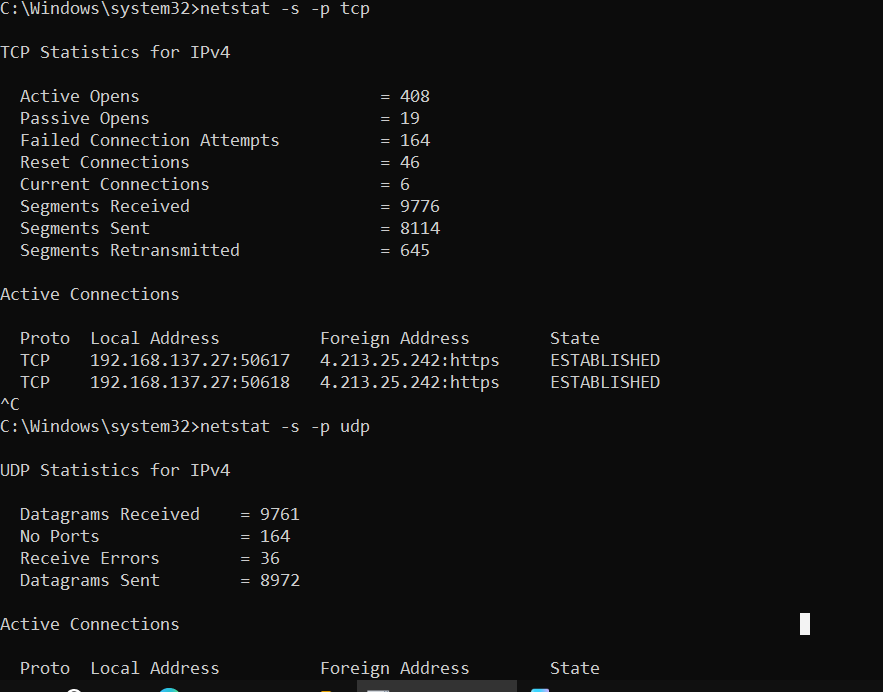 C:\Windows\system32>netstat -s -p tcp
TCP Statistics for IPv4
Active Opens = 408
Passive Opens = 19
Failed Connection Attempts = 164
Reset Connections = 46
Current Connections = 6
Segments Received = 9776
Segments Sent = 8114
Segments Retransmitted = 645
Active Connections
Proto Local Address Foreign Address State
TCP 192.168.137.27:50617 4.213.25.242:https ESTABLISHED
TCP 192.168.137.27:50618 4.213.25.242:https ESTABLISHED
^C
C:\Windows\system32>netstat -s -p udp
UDP Statistics for IPv4
Datagrams Received = 9761
No Ports = 164
Receive Errors = 36
Datagrams Sent = 8972
Active Connections
Proto Local Address Foreign Address State